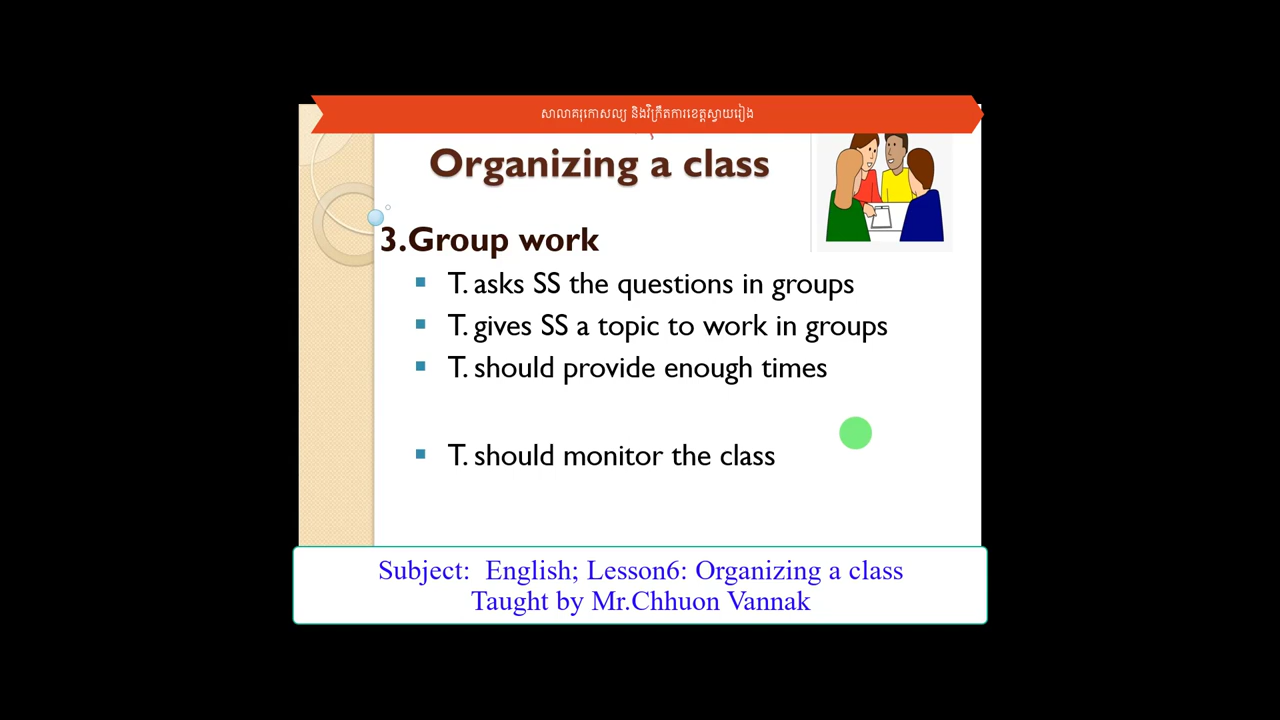 សាលាគរុកោសល្យ និងវិក្រឹតការខេត្តស្វាយរៀង
Organizing a class
3.Group work
T. asks SS the questions in groups
T. gives SS a topic to work in groups
T. should provide enough times
T. should monitor the class
Subject: English; Lesson6: Organizing a class
Taught by Mr.Chhuon Vannak